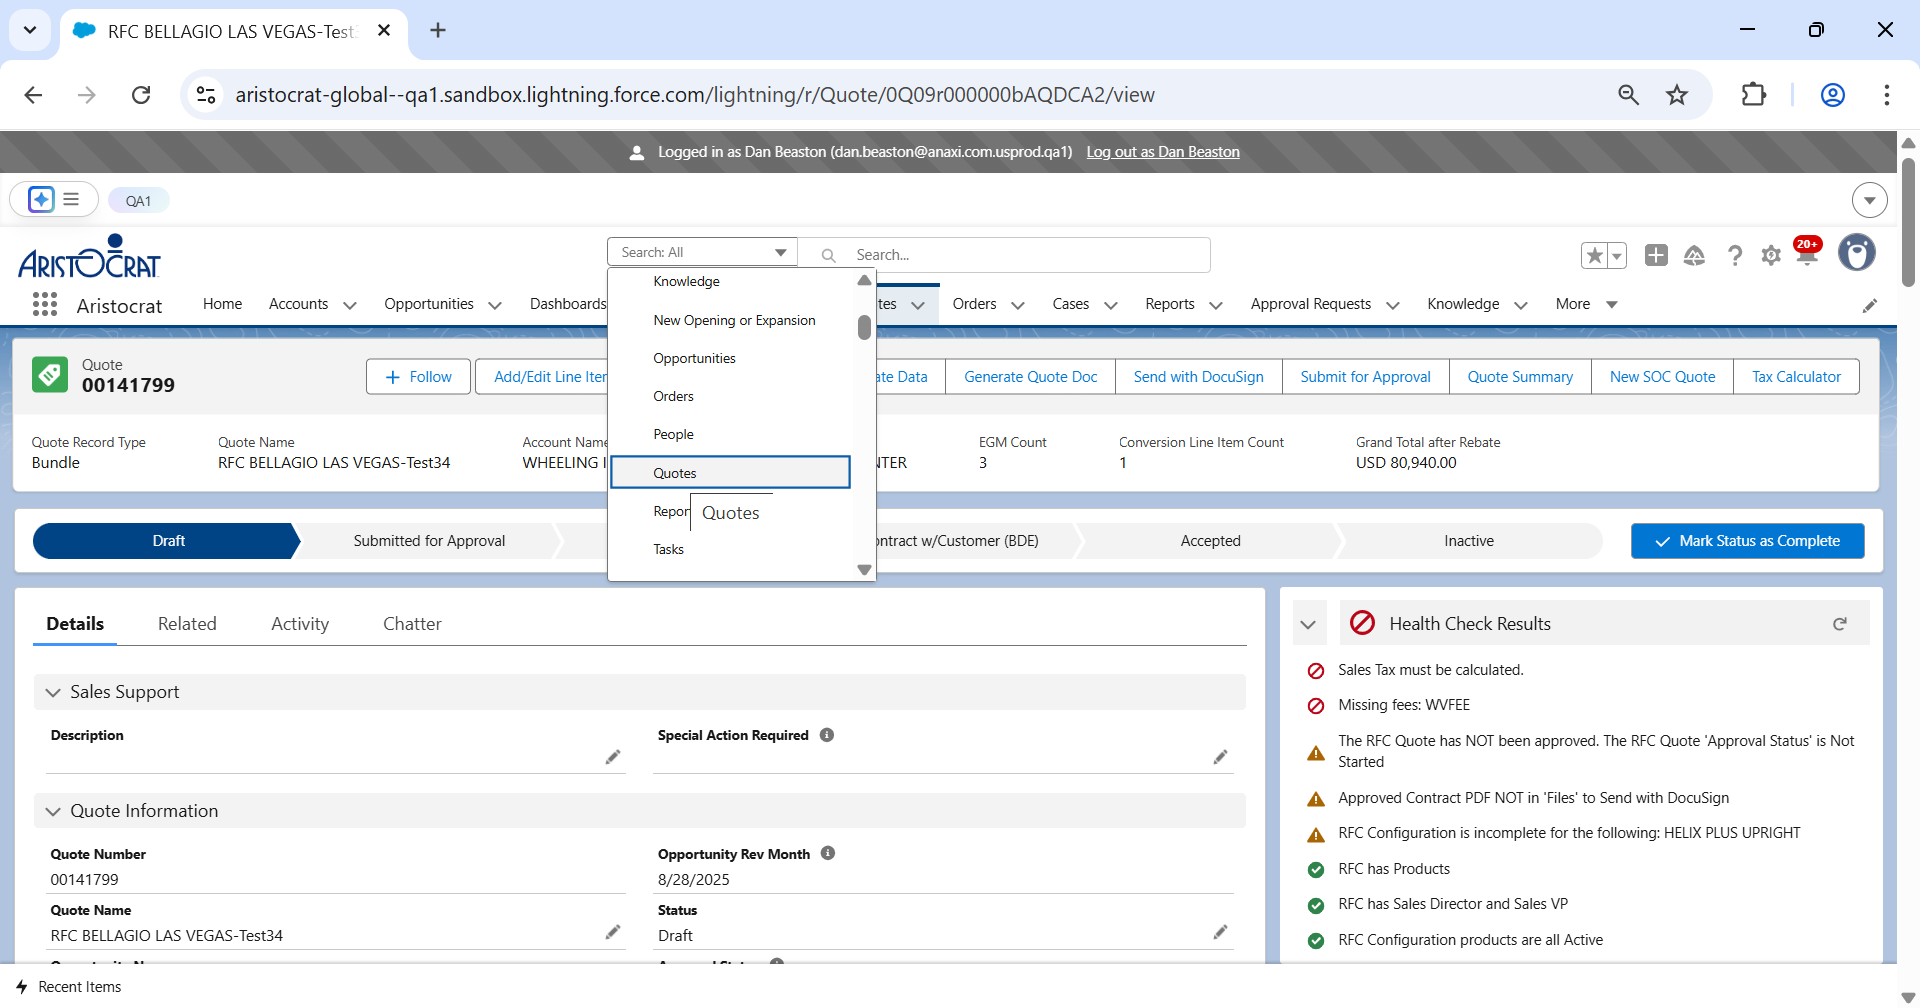 RFC BELLAGIO LAS VEGAS-Test3
aristocrat-global--qa1.sandbox.lightning.force.com/lightning/r/Quote/0Q09r000000bAQDCA2/view
Logged in as Dan Beaston (dan.beaston@anaxi.com.usprod.qa1) Log out as Dan Beaston
QA1
ARISTOCRAT
Search: All
Search...
20+
Aristocrat
Home
Accounts
Opportunities
Dashboards
tes
Orders
Cases
Reports
Approval Requests
Knowledge
More
Knowledge
New Opening or Expansion
Opportunities
Orders
People
Quotes
Repor
Quotes
Tasks
Quote
00141799
Follow
Add/Edit Line Iter
ate Data
Generate Quote Doc
Send with DocuSign
Submit for Approval
Quote Summary
New SOC Quote
Tax Calculator
Quote Record Type
Bundle
Quote Name
RFC BELLAGIO LAS VEGAS-Test34
Account Name
WHEELING I
NTER
EGM Count
3
Conversion Line Item Count
1
Grand Total after Rebate
USD 80,940.00
Draft
Submitted for Approval
ontract w/Customer (BDE)
Accepted
Inactive
Mark Status as Complete
Details
Related
Activity
Chatter
Sales Support
Description
Special Action Required
Quote Information
Quote Number
00141799
Opportunity Rev Month
8/28/2025
Quote Name
RFC BELLAGIO LAS VEGAS-Test34
Status
Draft
Health Check Results
Sales Tax must be calculated.
Missing fees: WVFEE
The RFC Quote has NOT been approved. The RFC Quote 'Approval Status' is Not
Started
Approved Contract PDF NOT in 'Files' to Send with DocuSign
RFC Configuration is incomplete for the following: HELIX PLUS UPRIGHT
RFC has Products
RFC has Sales Director and Sales VP
RFC Configuration products are all Active
Recent Items